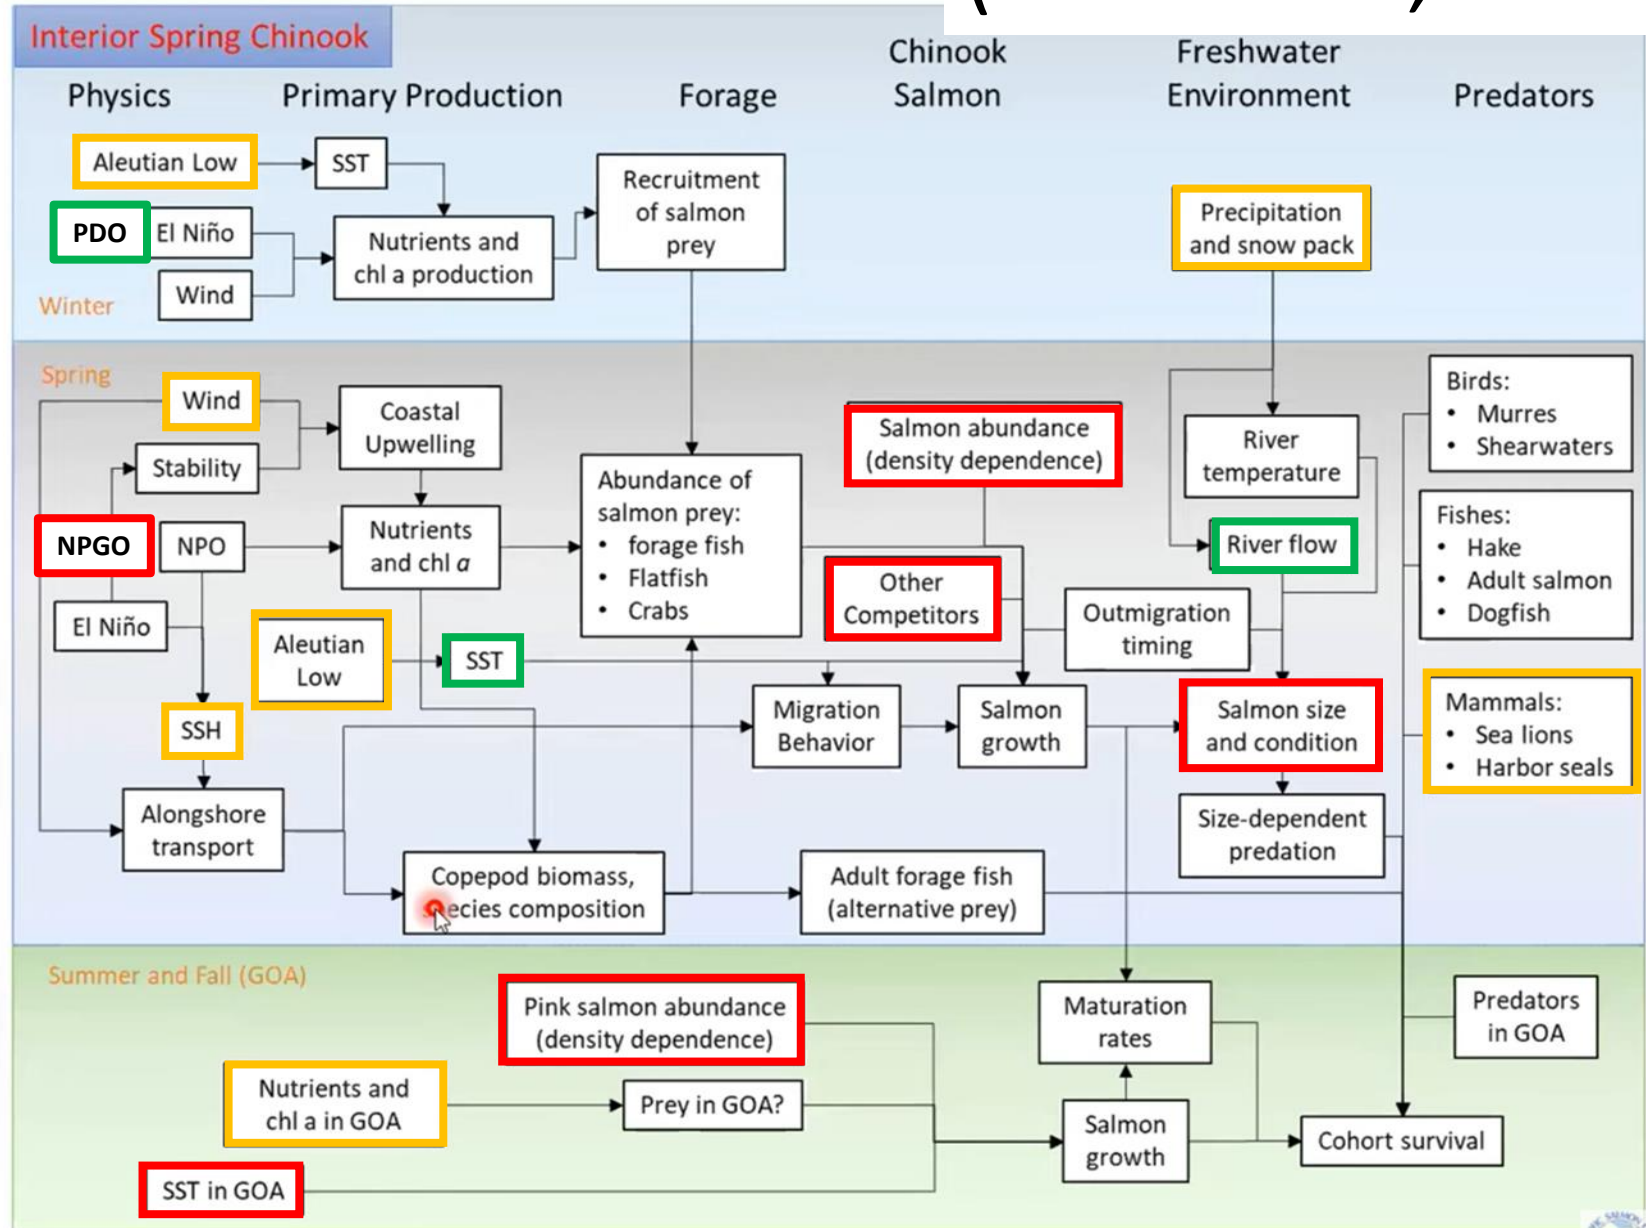 Interior Spring Chinook
Physics
Primary Production
Forage
Chinook
Salmon
Freshwater
Environment
Predators
Aleutian Low
SST
PDO
El Niño
Wind
Nutrients and
chl a production
Recruitment
of salmon
prey
Precipitation
and snow pack
Winter
Spring
Wind
Stability
Coastal
Upwelling
NPGO
NPO
El Niño
Nutrients
and chl a
Abundance of
salmon prey:
• forage fish
• Flatfish
• Crabs
Salmon abundance
(density dependence)
Other
Competitors
River
temperature
River flow
Outmigration
timing
Birds:
• Murres
• Shearwaters
Fishes:
• Hake
• Adult salmon
• Dogfish
Mammals:
• Sea lions
• Harbor seals
Aleutian
Low
SST
SSH
Migration
Behavior
Salmon
growth
Salmon size
and condition
Size-dependent
predation
Alongshore
transport
Copepod biomass,
species composition
Adult forage fish
(alternative prey)
Summer and Fall (GOA)
Pink salmon abundance
(density dependence)
Maturation
rates
Predators
in GOA
Nutrients and
chl a in GOA
Prey in GOA?
Salmon
growth
Cohort survival
SST in GOA